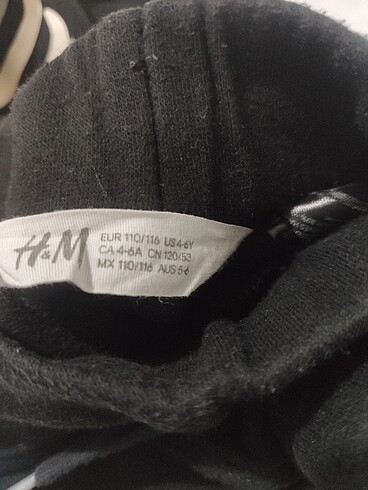 H&M
EUR 110/116 US 4-6Y
CA 4-6A CN 120/53
MX 110/116 AUS 5-6